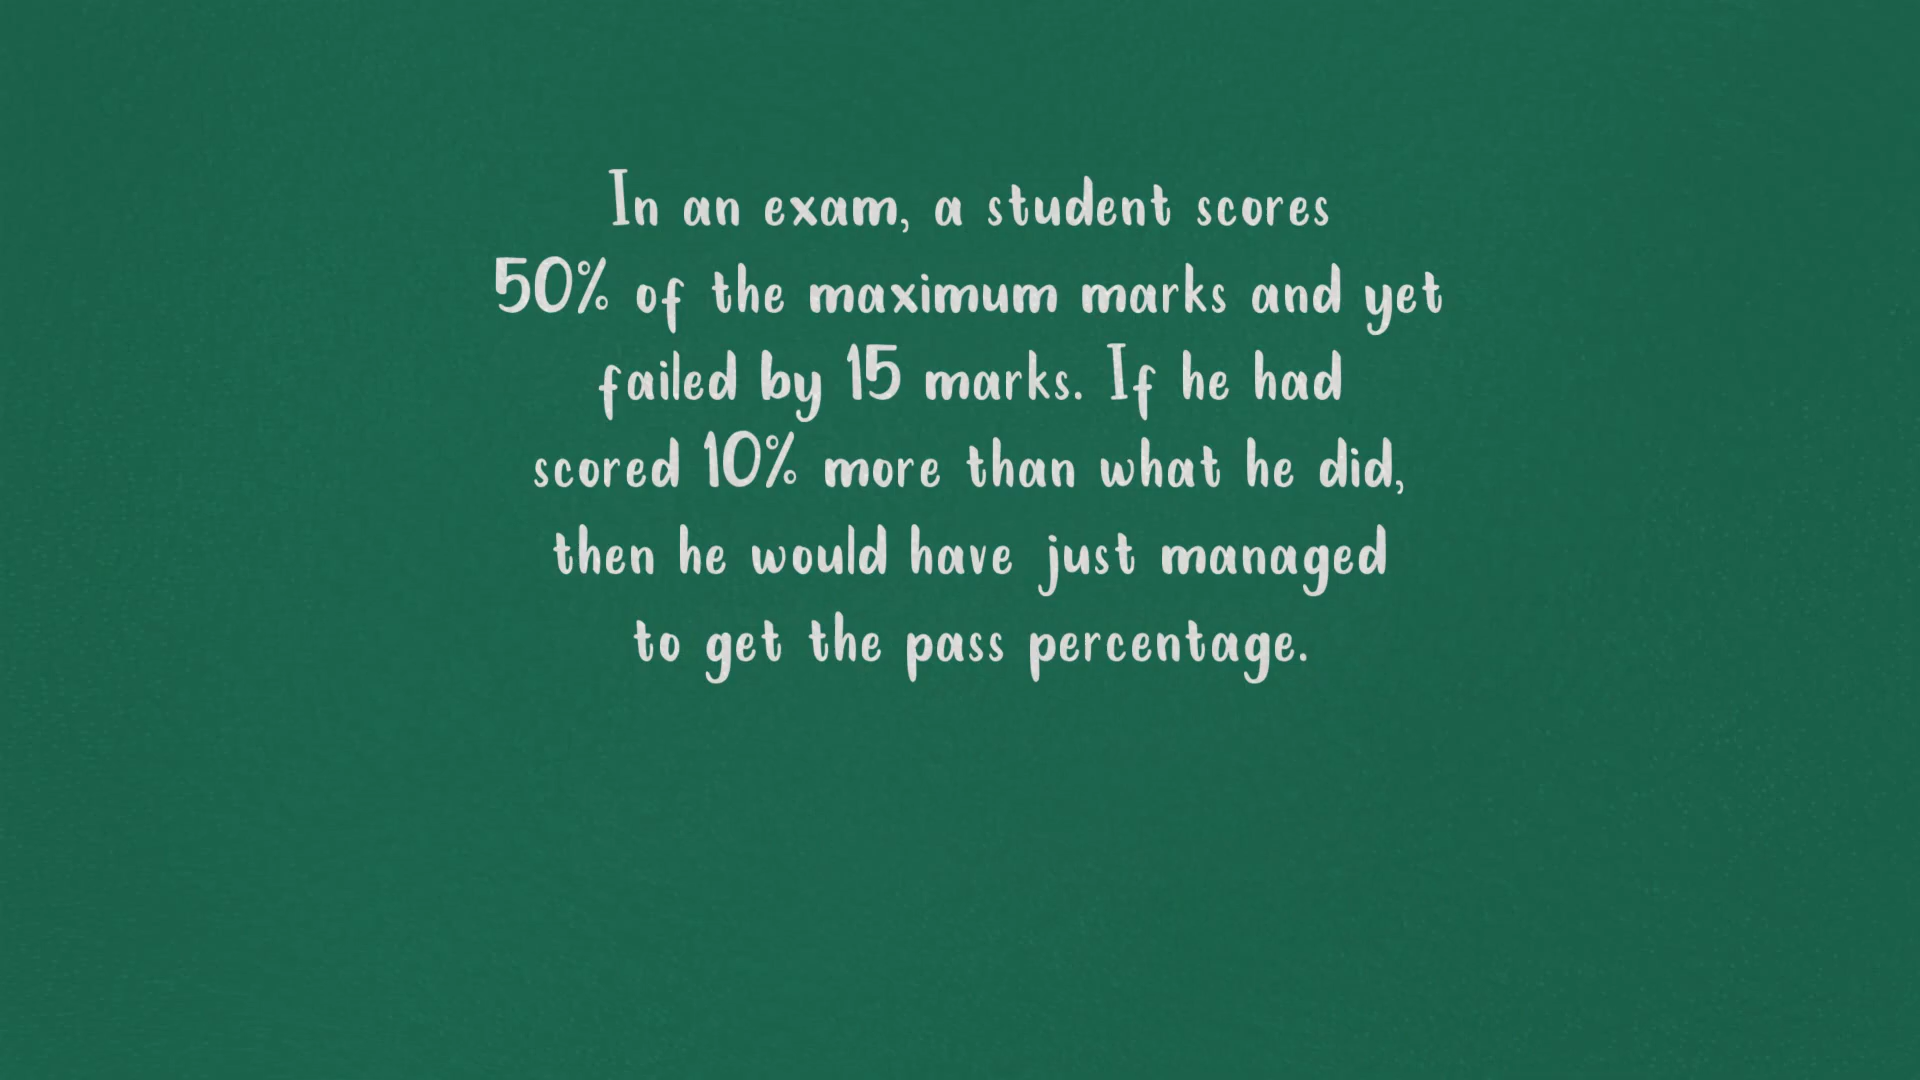 In an exam, a student scores
50% of the maximum marks and yet
failed by 15 marks. If he had
scored 10% more than what he did,
then he would have just managed
to get the pass percentage.